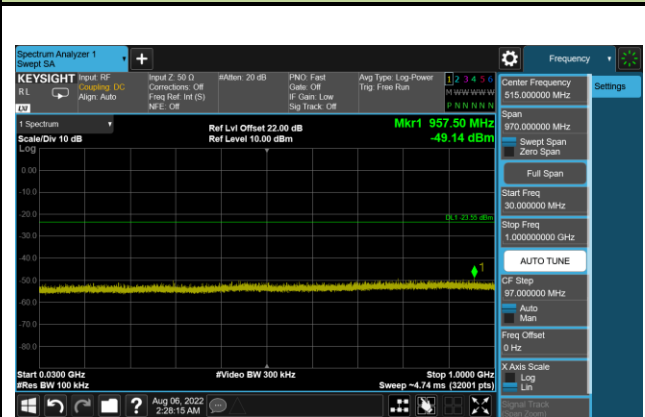 Spectrum Analyzer 1
Swept SA
+
Frequency
KEYSIGHT
RL
LXI
Input: RF
Coupling: DC
Align: Auto
Input Z: 50 Ω
Corrections: Off
Freq Ref: Int (S)
NFE: Off
#Atten: 20 dB
PNO: Fast
Gate: Off
IF Gain: Low
Sig Track: Off
Avg Type: Log-Power
Trig: Free Run
1 2 3 4 5 6
M W W W W W
P N N N N N
1 Spectrum
Scale/Div 10 dB
Log
Ref Lvl Offset 22.00 dB
Ref Level 10.00 dBm
Mkr1 957.50 MHz
-49.14 dBm
0.00
-10.0
-20.0
DL1 -23.55 dBm
-30.0
-40.0
1
-50.0
-60.0
-70.0
-80.0
Start 0.0300 GHz
#Res BW 100 kHz
#Video BW 300 kHz
Stop 1.0000 GHz
Sweep ~4.74 ms (32001 pts)
?
Aug 06, 2022
2:28:15 AM
Center Frequency
515.000000 MHz
Settings
Span
970.000000 MHz
Swept Span
Zero Span
Full Span
Start Freq
30.000000 MHz
Stop Freq
1.000000000 GHz
AUTO TUNE
CF Step
97.000000 MHz
Auto
Man
Freq Offset
0 Hz
X Axis Scale
Log
Lin
Signal Track
(Span Zoom)